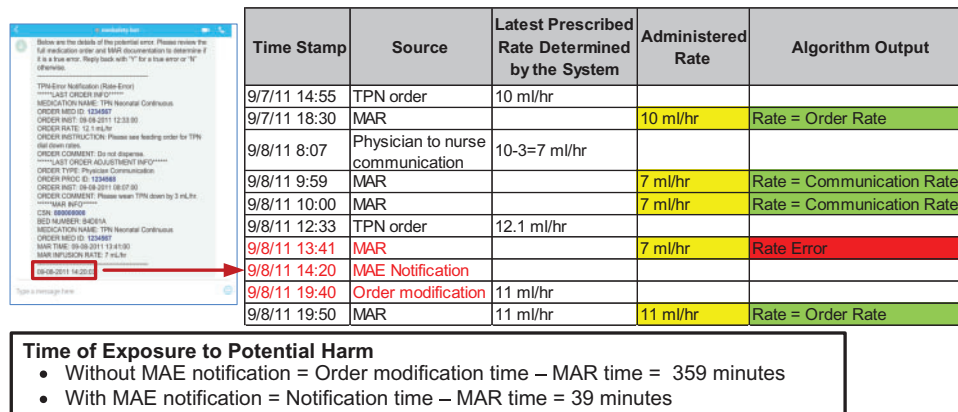 medsafety bot
Below are the details of the potential error. Please review the
full medication order and MAR documentation to determine if
it is a true error. Reply back with "Y" for a true error or "N"
otherwise.
TPN-Error Notification (Rate-Error)
******LAST ORDER INFO******
MEDICATION NAME: TPN Neonatal Continuous
ORDER MED ID: 1234567
ORDER INST: 09-08-2011 12:33:00
ORDER RATE: 12.1 mL/hr
ORDER INSTRUCTION: Please see feeding order for TPN
dial down rates.
ORDER COMMENT: Do not dispense.
******LAST ORDER ADJUSTMENT INFO******
ORDER TYPE: Physician Communication
ORDER PROC ID: 1234568
ORDER INST: 09-08-2011 08:07:00
ORDER COMMENT: Please wean TPN down by 3 mL/hr.
******MAR INFO******
CSN: 000000000
BED NUMBER: B4D01A
MEDICATION NAME: TPN Neonatal Continuous
ORDER MED ID: 1234567
MAR TIME: 09-08-2011 13:41:00
MAR INFUSION RATE: 7 mL/hr
09-08-2011 14:20:03
Type a message here
Time Stamp Source Latest Prescribed Rate Determined by the System Administered Rate Algorithm Output
9/7/11 14:55 TPN order 10 ml/hr
9/7/11 18:30 MAR 10 ml/hr Rate = Order Rate
9/8/11 8:07 Physician to nurse communication 10-3=7 ml/hr
9/8/11 9:59 MAR 7 ml/hr Rate = Communication Rate
9/8/11 10:00 MAR 7 ml/hr Rate = Communication Rate
9/8/11 12:33 TPN order 12.1 ml/hr
9/8/11 13:41 MAR 7 ml/hr Rate Error
9/8/11 14:20 MAE Notification
9/8/11 19:40 Order modification 11 ml/hr
9/8/11 19:50 MAR 11 ml/hr 11 ml/hr Rate = Order Rate
Time of Exposure to Potential Harm
• Without MAE notification = Order modification time – MAR time = 359 minutes
• With MAE notification = Notification time – MAR time = 39 minutes